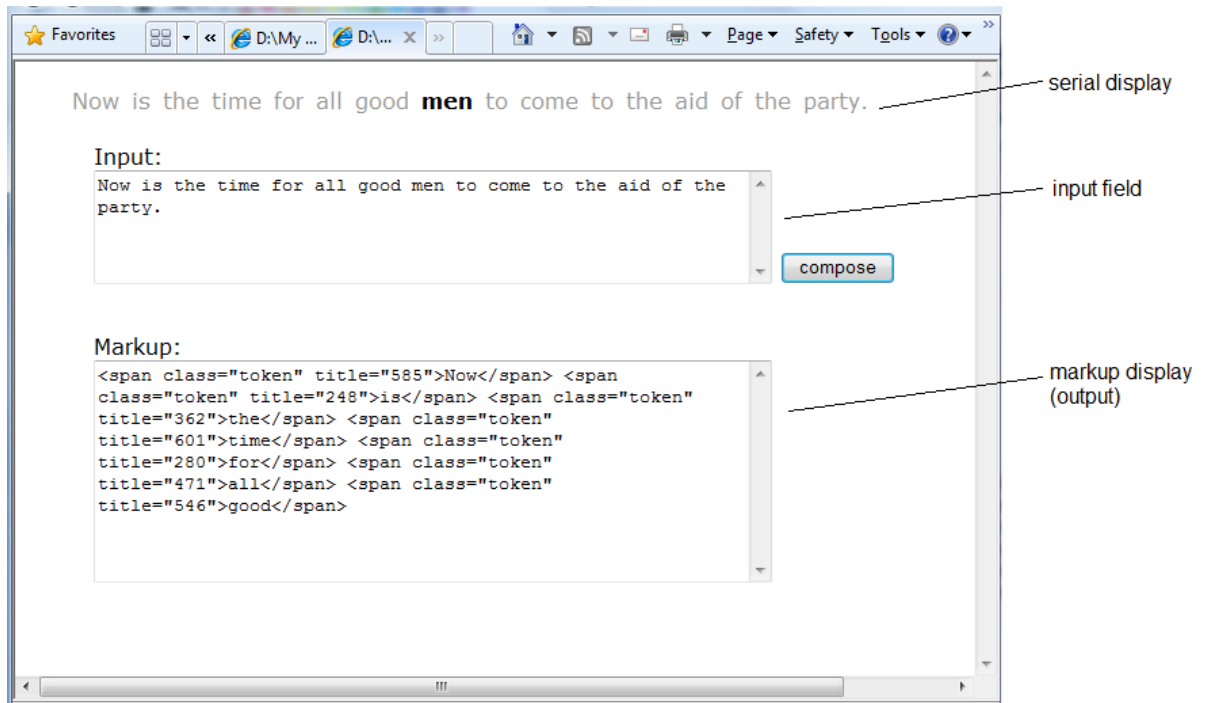 Favorites
«
D:\My ...
D:\...
X
»
Page
Safety
Tools
»
Now is the time for all good men to come to the aid of the party.
serial display
Input:
Now is the time for all good men to come to the aid of the
party.
input field
compose
Markup:
<span class="token" title="585">Now</span> <span
class="token" title="248">is</span> <span class="token"
title="362">the</span> <span class="token"
title="601">time</span> <span class="token"
title="280">for</span> <span class="token"
title="471">all</span> <span class="token"
title="546">good</span>
markup display
(output)